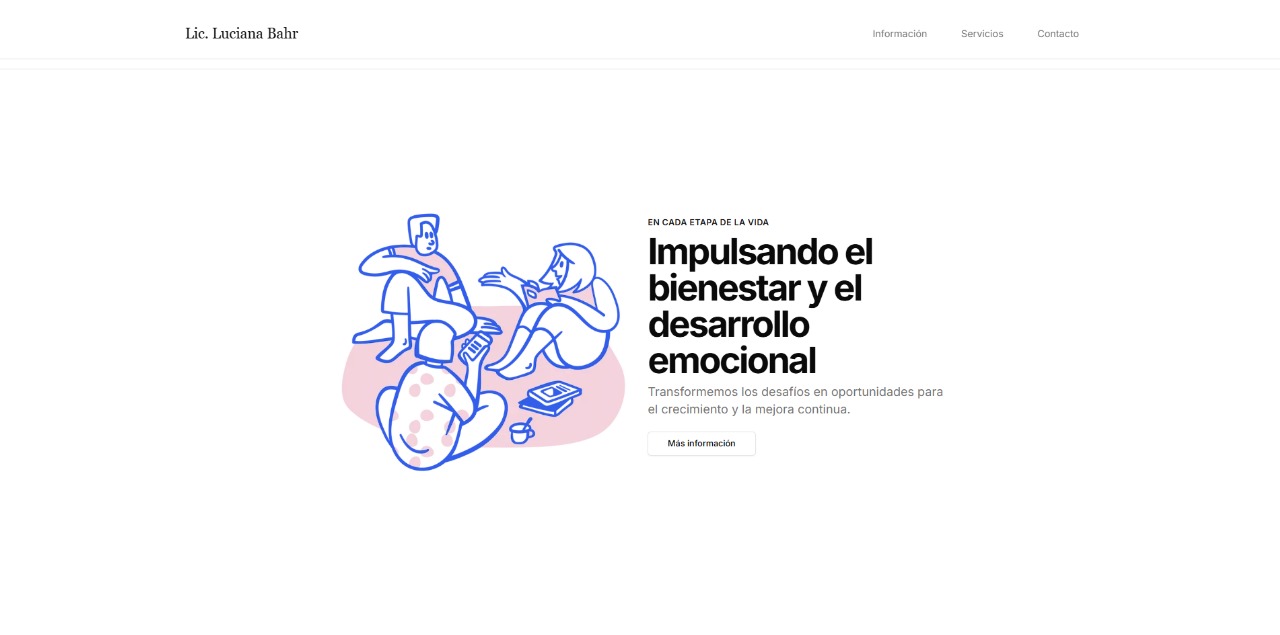 Lic. Luciana Bahr
Información
Servicios
Contacto
EN CADA ETAPA DE LA VIDA
Impulsando el
bienestar y el
desarrollo
emocional
Transformemos los desafíos en oportunidades para
el crecimiento y la mejora continua.
Más información